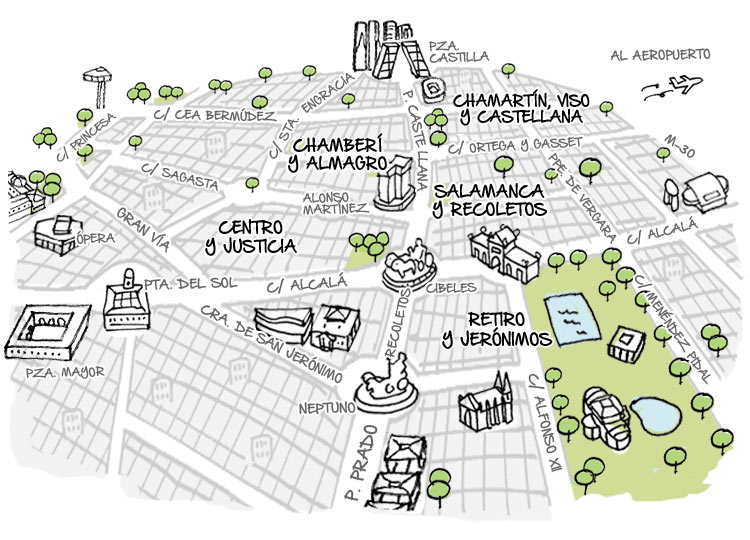 PZA.
CASTILLA
AL AEROPUERTO
C/ PRINCESA
C/ CEA BERMÚDEZ
C/ STA. ENGRACIA
P. CASTELLANA
CHAMARTÍN, VISO
Y CASTELLANA
CHAMBERÍ
Y ALMAGRO
C/ ORTEGA Y GASSET
M-30
C/ SAGASTA
ALONSO
MARTÍNEZ
SALAMANCA
Y RECOLETOS
PPE. DE VERGARA
GRAN VÍA
CENTRO
Y JUSTICIA
ÓPERA
C/ ALCALÁ
PTA. DEL SOL
C/ ALCALÁ
CIBELES
C/ MENÉNDEZ PIDAL
RECOLETOS
CRA. DE SAN JERÓNIMO
RETIRO
Y JERÓNIMOS
PZA. MAYOR
NEPTUNO
C/ ALFONSO XII
P. PRADO